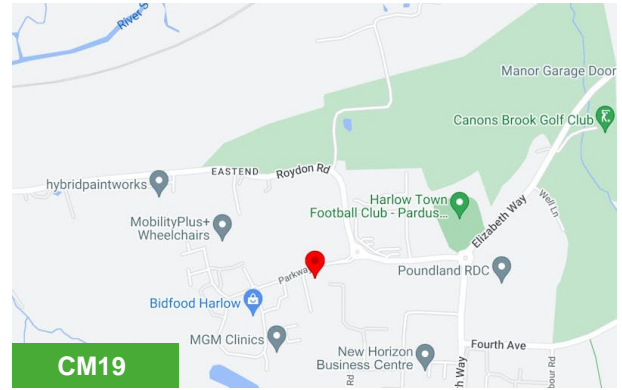 River S
Manor Garage Door
Canons Brook Golf Club
EASTEND
Roydon Rd
hybridpaintworks
Harlow Town
Football Club - Pardus...
Well Ln
MobilityPlus+
Wheelchairs
Elizabeth Way
Parkway
Poundland RDC
Bidfood Harlow
MGM Clinics
New Horizon
Business Centre
Fourth Ave
CM19
Rd
th Way
bour Rd